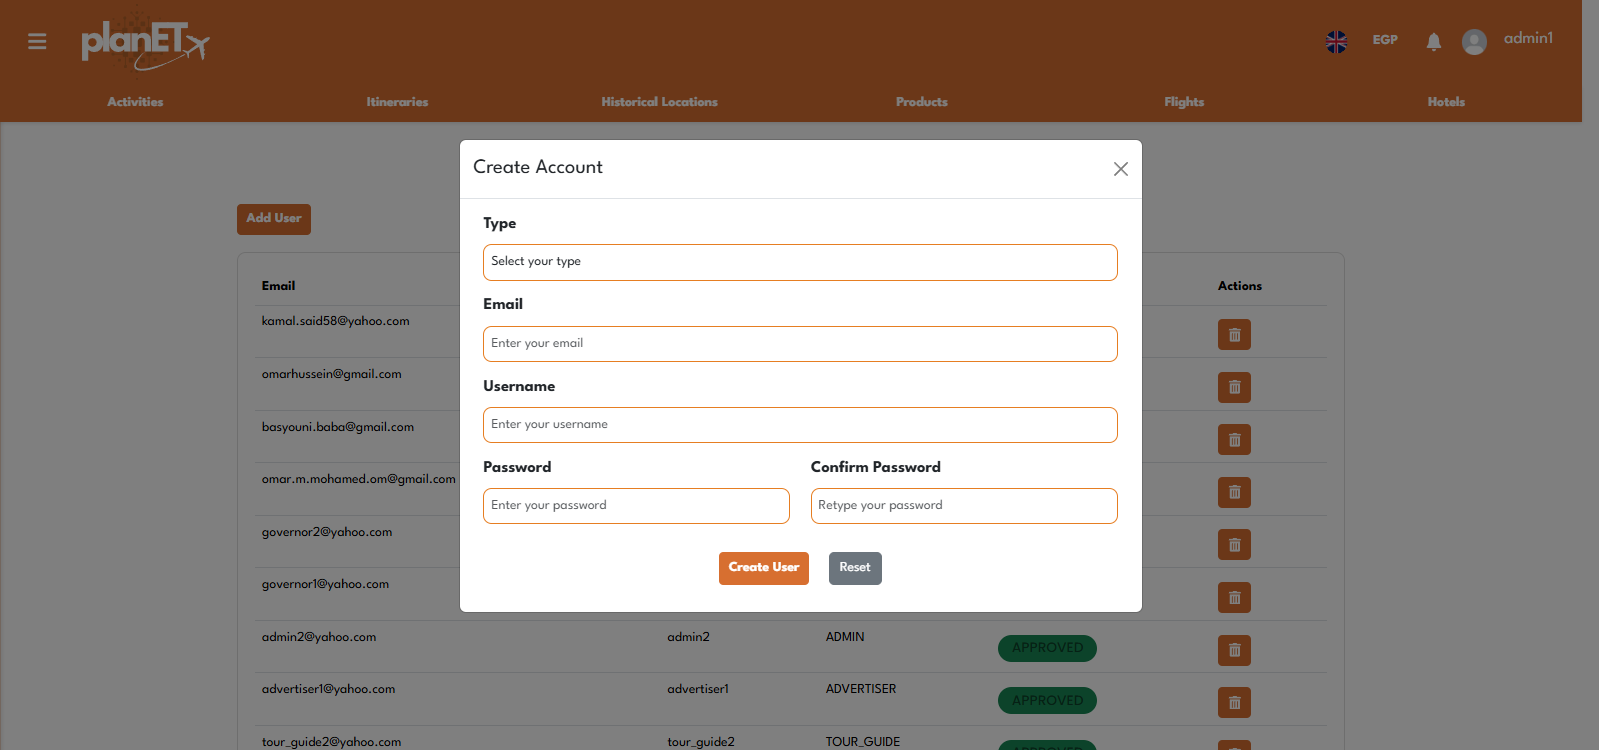 planET
EGP
admin1
Activities
Itineraries
Historical Locations
Products
Flights
Hotels
Create Account
Add User
Type
Select your type
Email
Actions
Email
kamal.said58@yahoo.com
Enter your email
omarhussein@gmail.com
Username
basyouni.baba@gmail.com
Enter your username
Password
Confirm Password
omar.m.mohamed.om@gmail.com
Enter your password
Retype your password
governor2@yahoo.com
Create User
Reset
governor1@yahoo.com
admin2@yahoo.com admin2 ADMIN APPROVED
advertiser1@yahoo.com advertiser1 ADVERTISER APPROVED
tour_guide2@yahoo.com tour_guide2 TOUR_GUIDE APPROVED